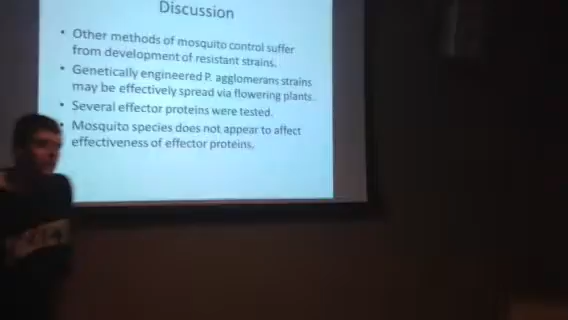 Discussion
• Other methods of mosquito control suffer
from development of resistant strains.
• Genetically engineered P. agglomerans strains
may be effectively spread via flowering plants.
• Several effector proteins were tested.
• Mosquito species does not appear to affect
effectiveness of effector proteins.